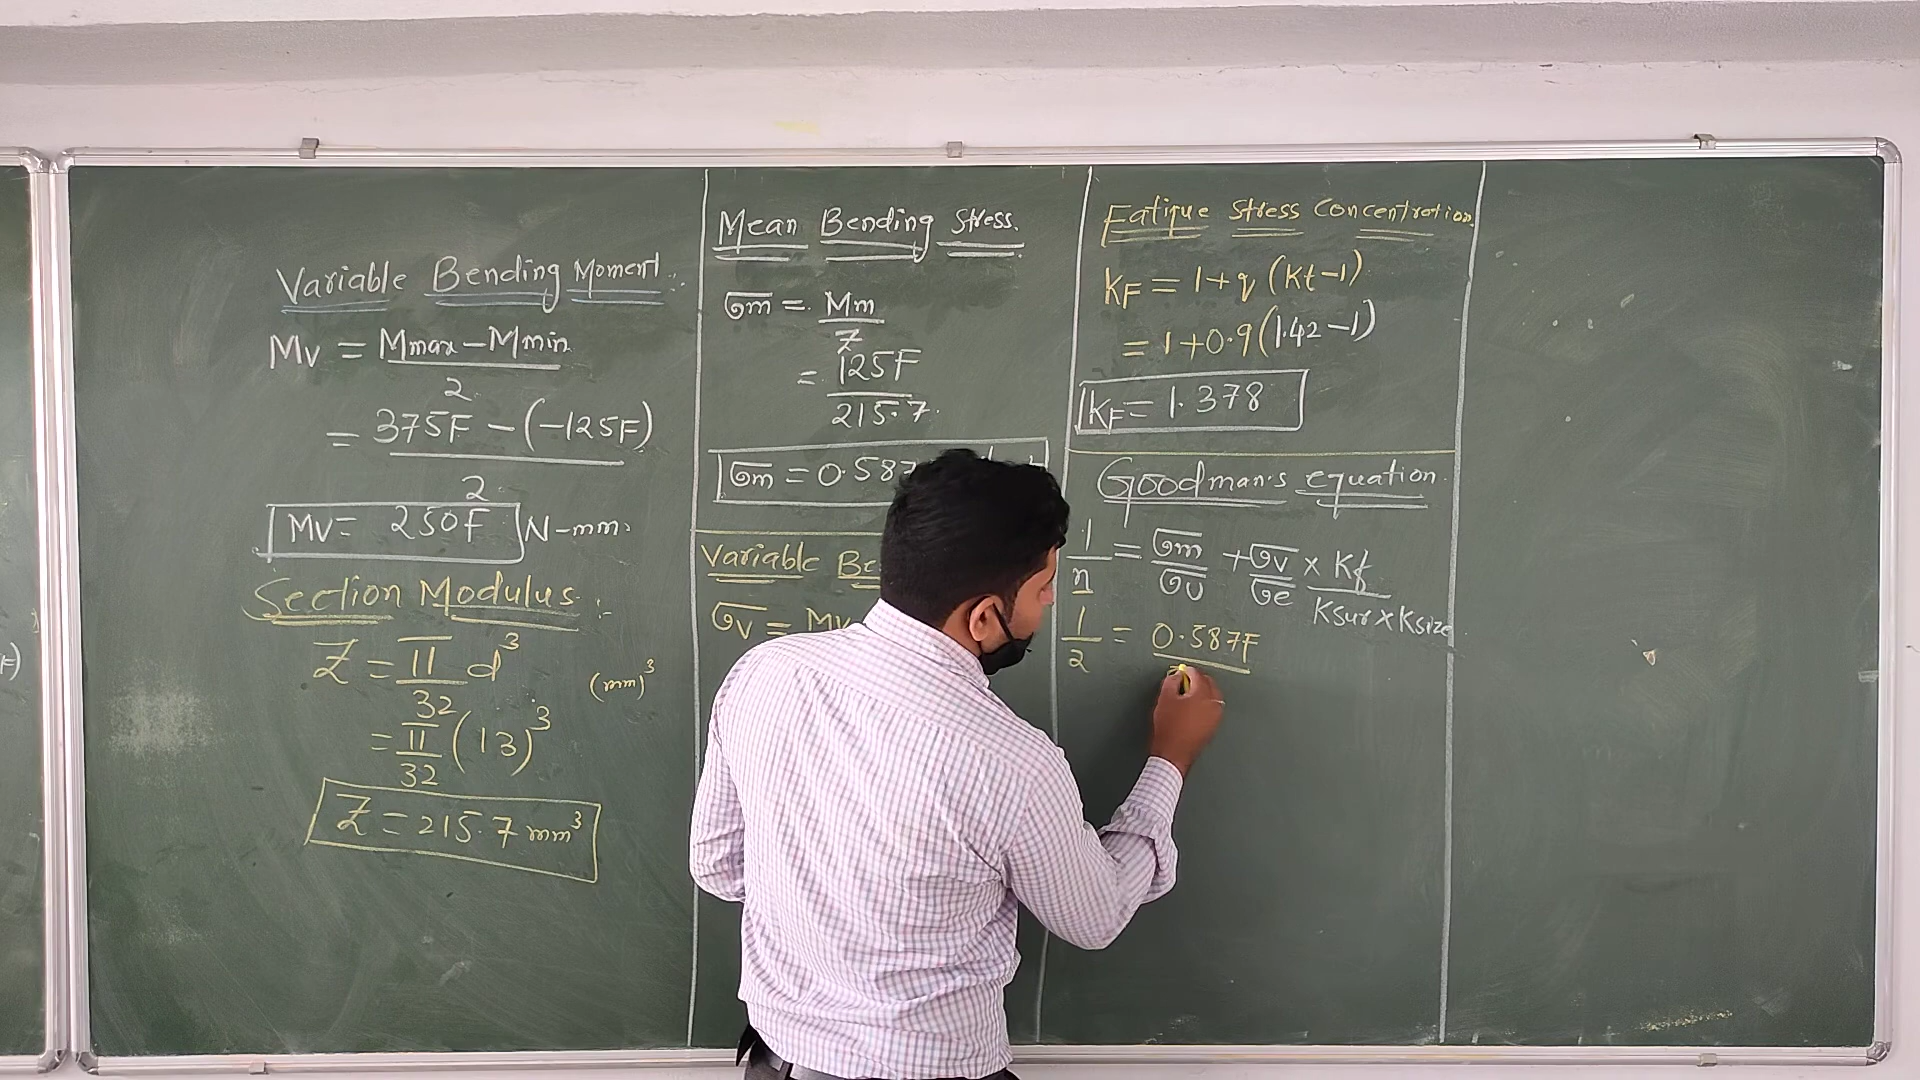 F)
Variable Bending Moment :
Mv = Mmax - Mmin
2
= 375F - (-125F)
2
Mv = 250F N-mm.
Section Modulus :-
Z = π d³
32
(mm)³
= π (13)³
32
Z = 215.7 mm³
Mean Bending Stress.
σm = Mm
Z
= 125F
215.7
σm = 0.587
Variable Be
σv = Mv
Fatique Stress Concentration
KF = 1+q (Kt-1)
= 1+0.9(1.42-1)
KF = 1.378
Goodman's equation
1 = σm + σv × Kf
n σu σe Ksur × Ksize
1 = 0.587F
2